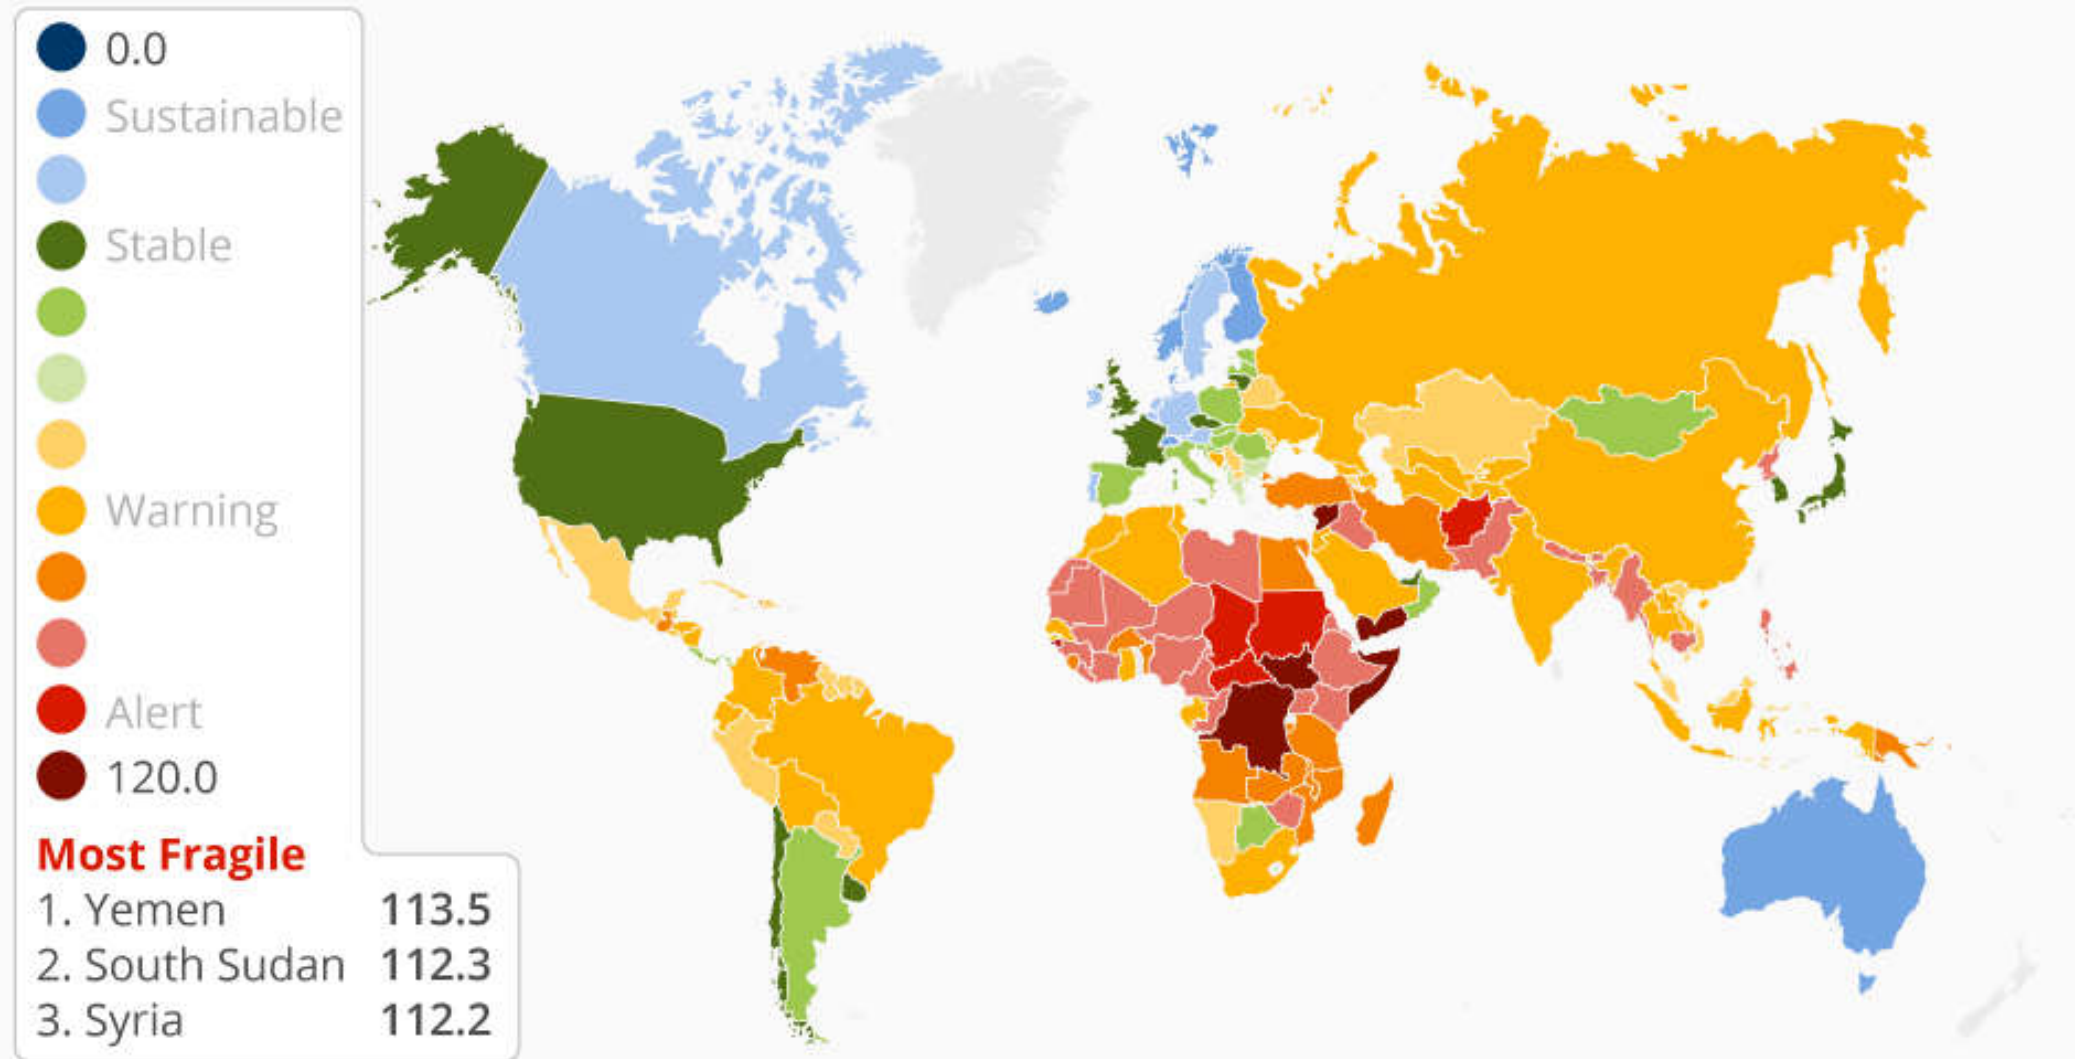 0.0
Sustainable
Stable
Warning
Alert
120.0
Most Fragile
1. Yemen 113.5
2. South Sudan 112.3
3. Syria 112.2